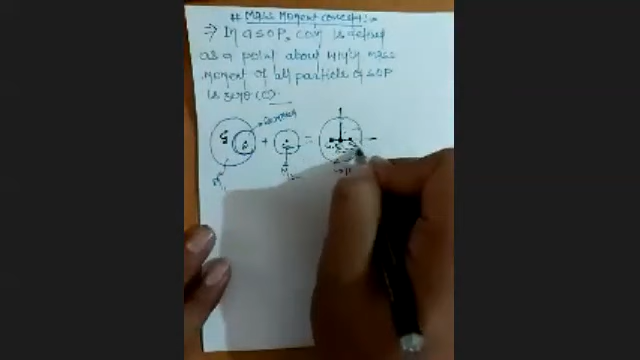 # Mass Moment concept:-
⇒ In a SOP, COM is defined
as a point about which mass
moment of all particle of SOP
is zero (0).
+ =
M